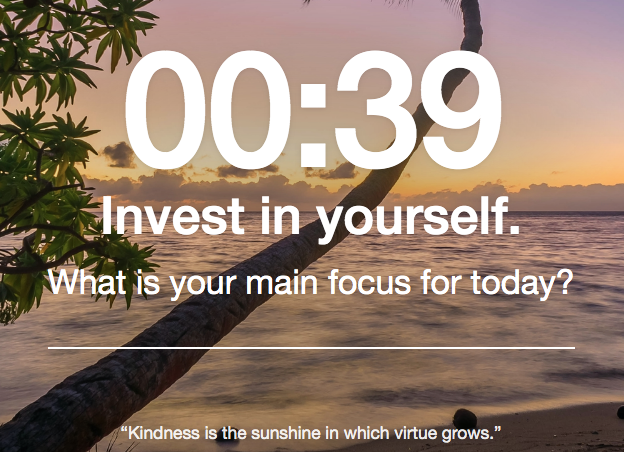 00:39
Invest in yourself.
What is your main focus for today?
“Kindness is the sunshine in which virtue grows.”